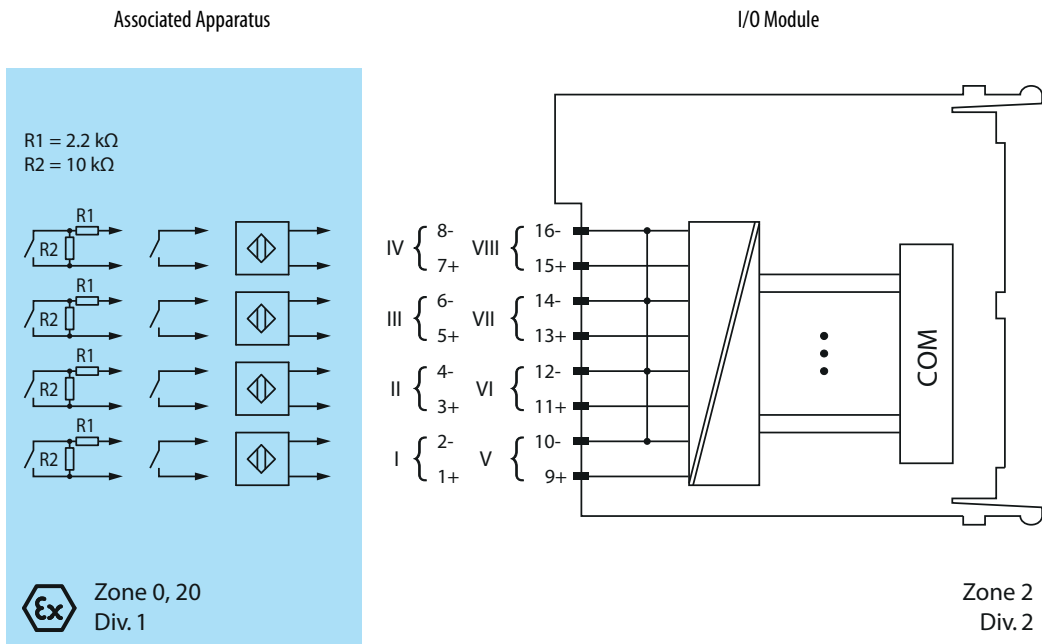 Associated Apparatus
I/O Module
R1 = 2.2 kΩ
R2 = 10 kΩ
R1
R2
IV { 8- VIII { 16-
7+ 15+
R1
R2
III { 6- VII { 14-
5+ 13+
R1
R2
II { 4- VI { 12-
3+ 11+
R1
R2
I { 2- V { 10-
1+ 9+
COM
Ex
Zone 0, 20
Div. 1
Zone 2
Div. 2